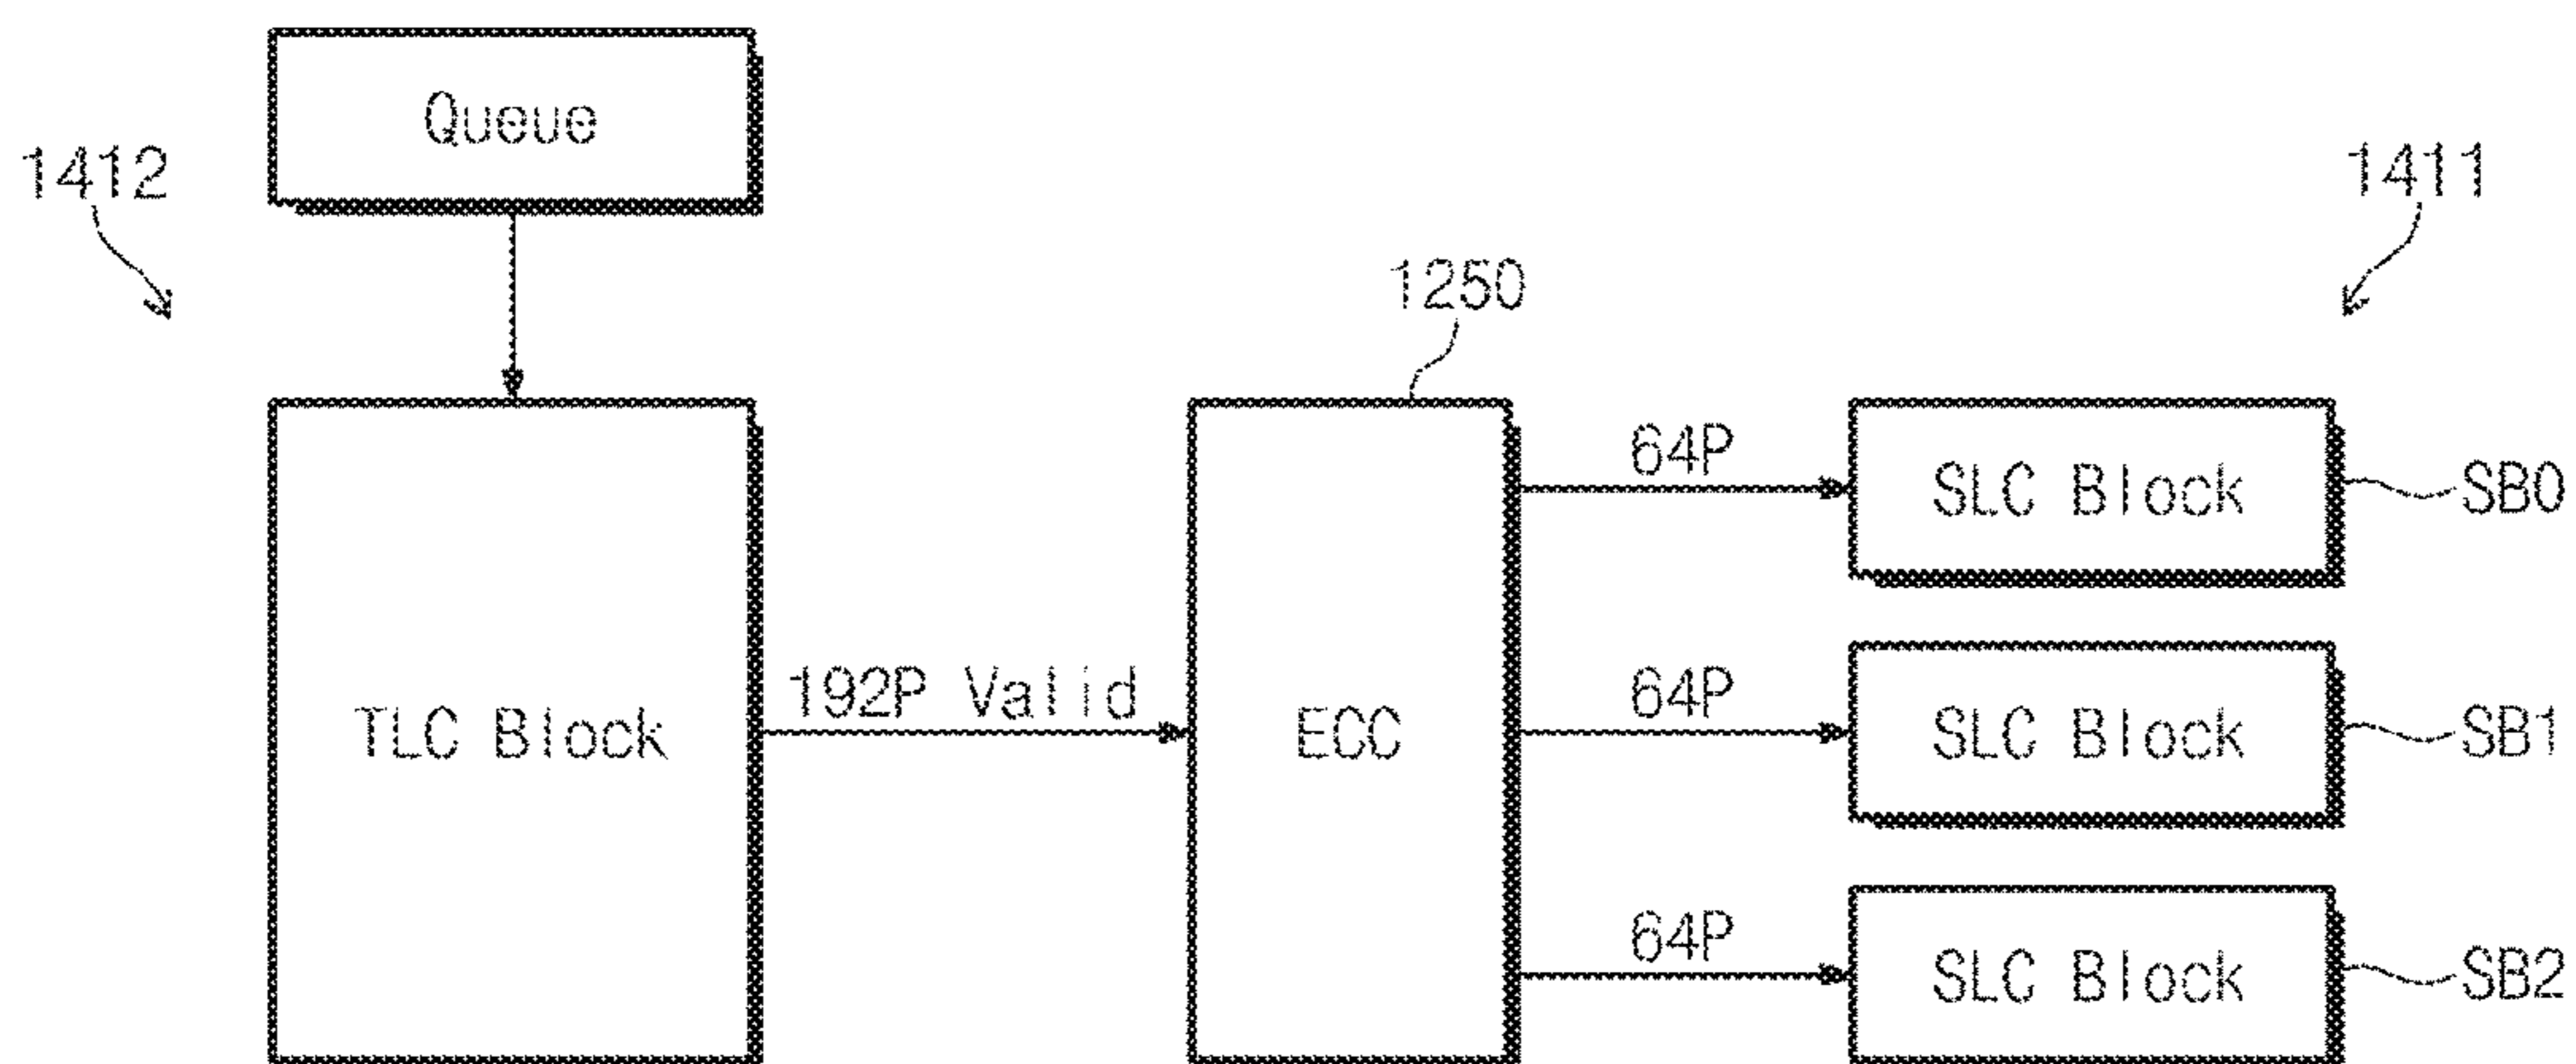 Queue
1412
1411
1250
64P
SLC Block
SB0
192P Valid
64P
TLC Block
ECC
SLC Block
SB1
64P
SLC Block
SB2